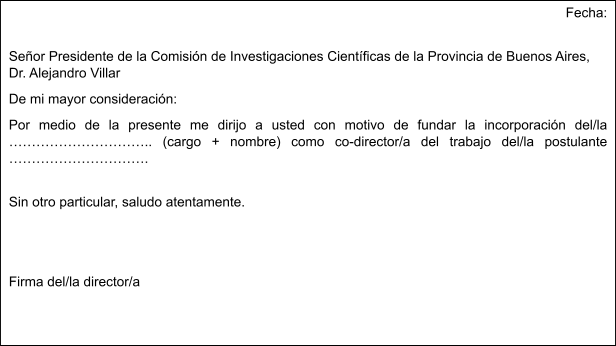 Fecha:
Señor Presidente de la Comisión de Investigaciones Científicas de la Provincia de Buenos Aires,
Dr. Alejandro Villar
De mi mayor consideración:
Por medio de la presente me dirijo a usted con motivo de fundar la incorporación del/la
………………………….. (cargo + nombre) como co-director/a del trabajo del/la postulante
………………………….
Sin otro particular, saludo atentamente.
Firma del/la director/a